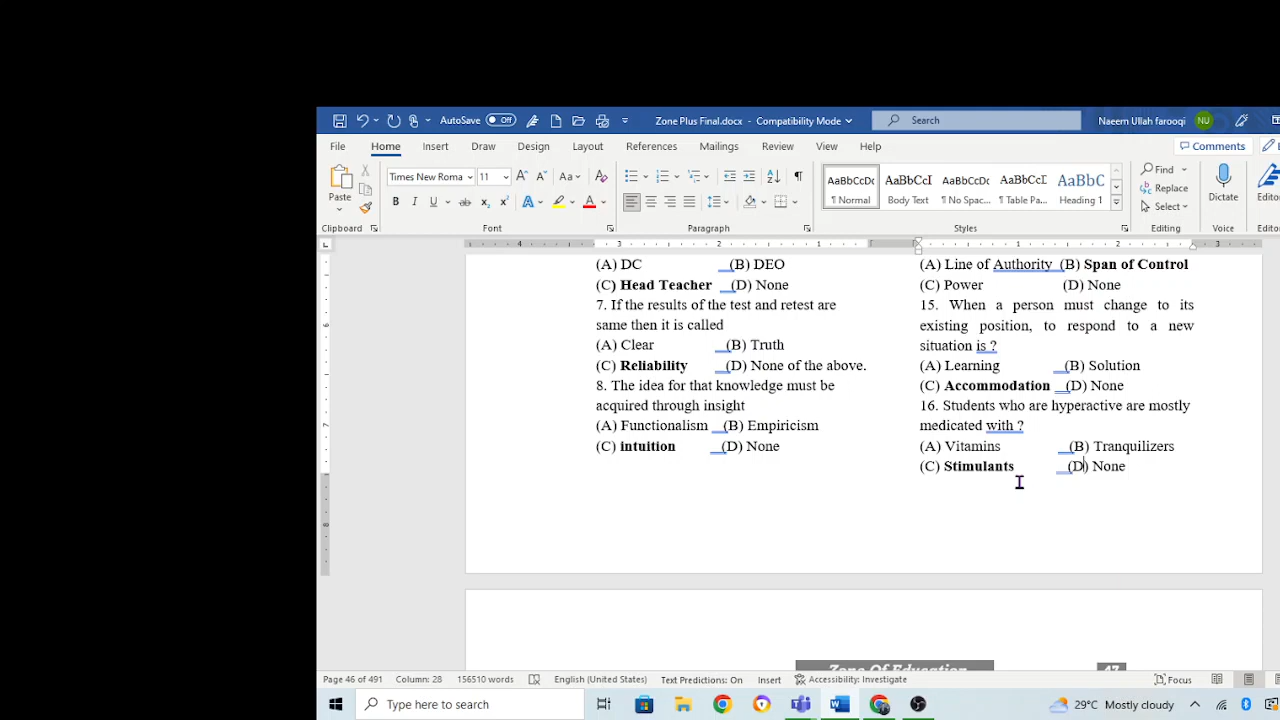 AutoSave Off
Zone Plus Final.docx - Compatibility Mode
Search
Naeem Ullah farooqi NU
File Home Insert Draw Design Layout References Mailings Review View Help Comments
Paste
Times New Roma 11
AaBbCcDc AaBbCcI AaBbCcDc AaBbCcDc AaBbC
¶ Normal Body Text ¶ No Spac... ¶ Table Pa... Heading 1
Find
Replace
Select
Dictate
Clipboard Font Paragraph Styles Editing Voice
(A) DC (B) DEO
(C) Head Teacher (D) None
7. If the results of the test and retest are
same then it is called
(A) Clear (B) Truth
(C) Reliability (D) None of the above.
8. The idea for that knowledge must be
acquired through insight
(A) Functionalism (B) Empiricism
(C) intuition (D) None
(A) Line of Authority (B) Span of Control
(C) Power (D) None
15. When a person must change to its
existing position, to respond to a new
situation is ?
(A) Learning (B) Solution
(C) Accommodation (D) None
16. Students who are hyperactive are mostly
medicated with ?
(A) Vitamins (B) Tranquilizers
(C) Stimulants (D) None
Page 46 of 491 Column: 28 156510 words English (United States) Text Predictions: On Insert Accessibility: Investigate Focus
Type here to search
29°C Mostly cloudy